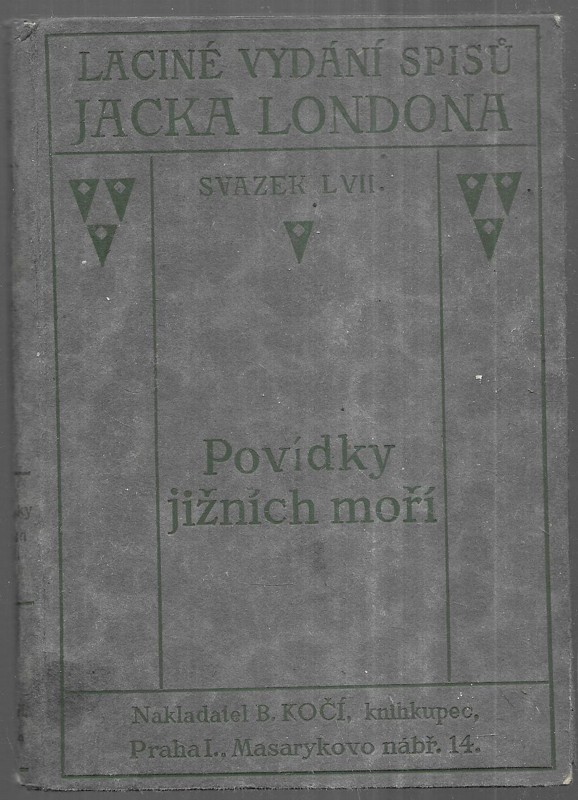 LACINÉ VYDÁNÍ SPISŮ
JACKA LONDONA
SVAZEK LVII.
Povídky
jižních moří
Nakladatel B. KOČÍ, knihkupec,
Praha I., Masarykovo nábř. 14.